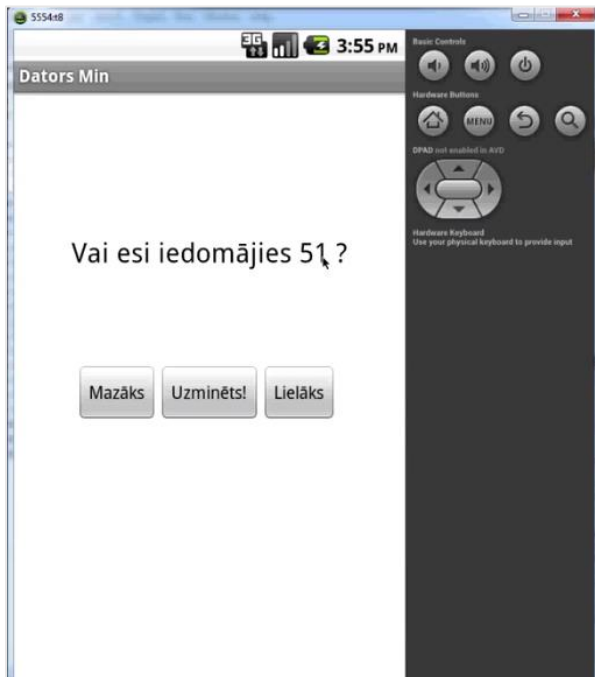 5554:t8
3G 3:55 PM
Dators Min
Vai esi iedomājies 51 ?
Mazāks Uzminēts! Lielāks
Basic Controls
Hardware Buttons
MENU
DPAD not enabled in AVD
Hardware Keyboard
Use your physical keyboard to provide input